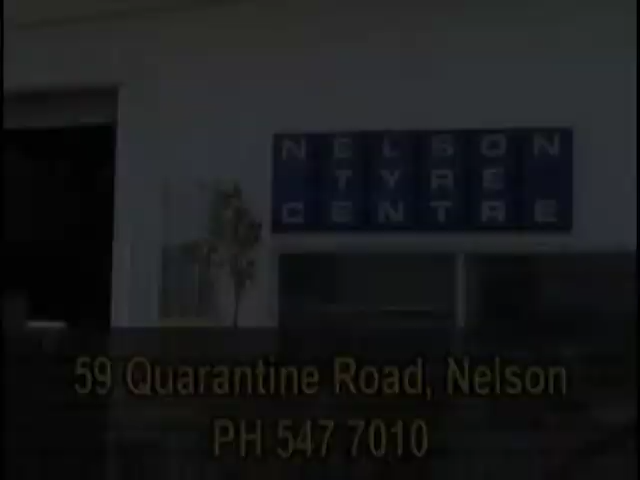 NELSON
TYRE
CENTRE
59 Quarantine Road, Nelson
PH 547 7010